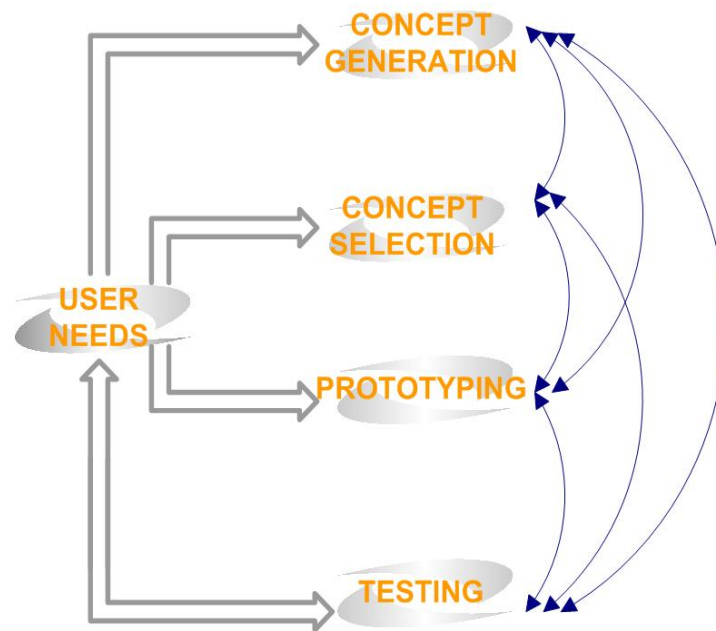 CONCEPT
GENERATION
CONCEPT
SELECTION
USER
NEEDS
PROTOTYPING
TESTING